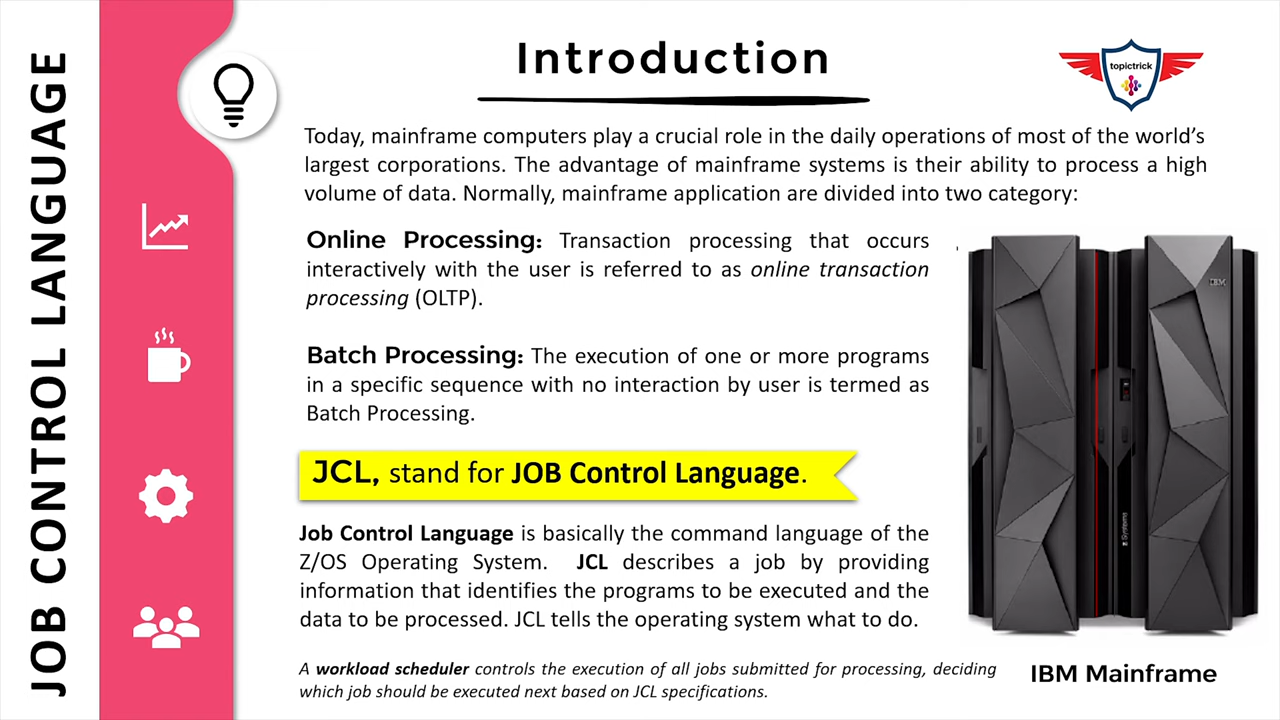 JOB CONTROL LANGUAGE
Introduction
topictrick
Today, mainframe computers play a crucial role in the daily operations of most of the world's
largest corporations. The advantage of mainframe systems is their ability to process a high
volume of data. Normally, mainframe application are divided into two category:
Online Processing: Transaction processing that occurs
interactively with the user is referred to as online transaction
processing (OLTP).
Batch Processing: The execution of one or more programs
in a specific sequence with no interaction by user is termed as
Batch Processing.
JCL, stand for JOB Control Language.
Job Control Language is basically the command language of the
Z/OS Operating System. JCL describes a job by providing
information that identifies the programs to be executed and the
data to be processed. JCL tells the operating system what to do.
A workload scheduler controls the execution of all jobs submitted for processing, deciding
which job should be executed next based on JCL specifications.
IBM
z Systems
IBM Mainframe